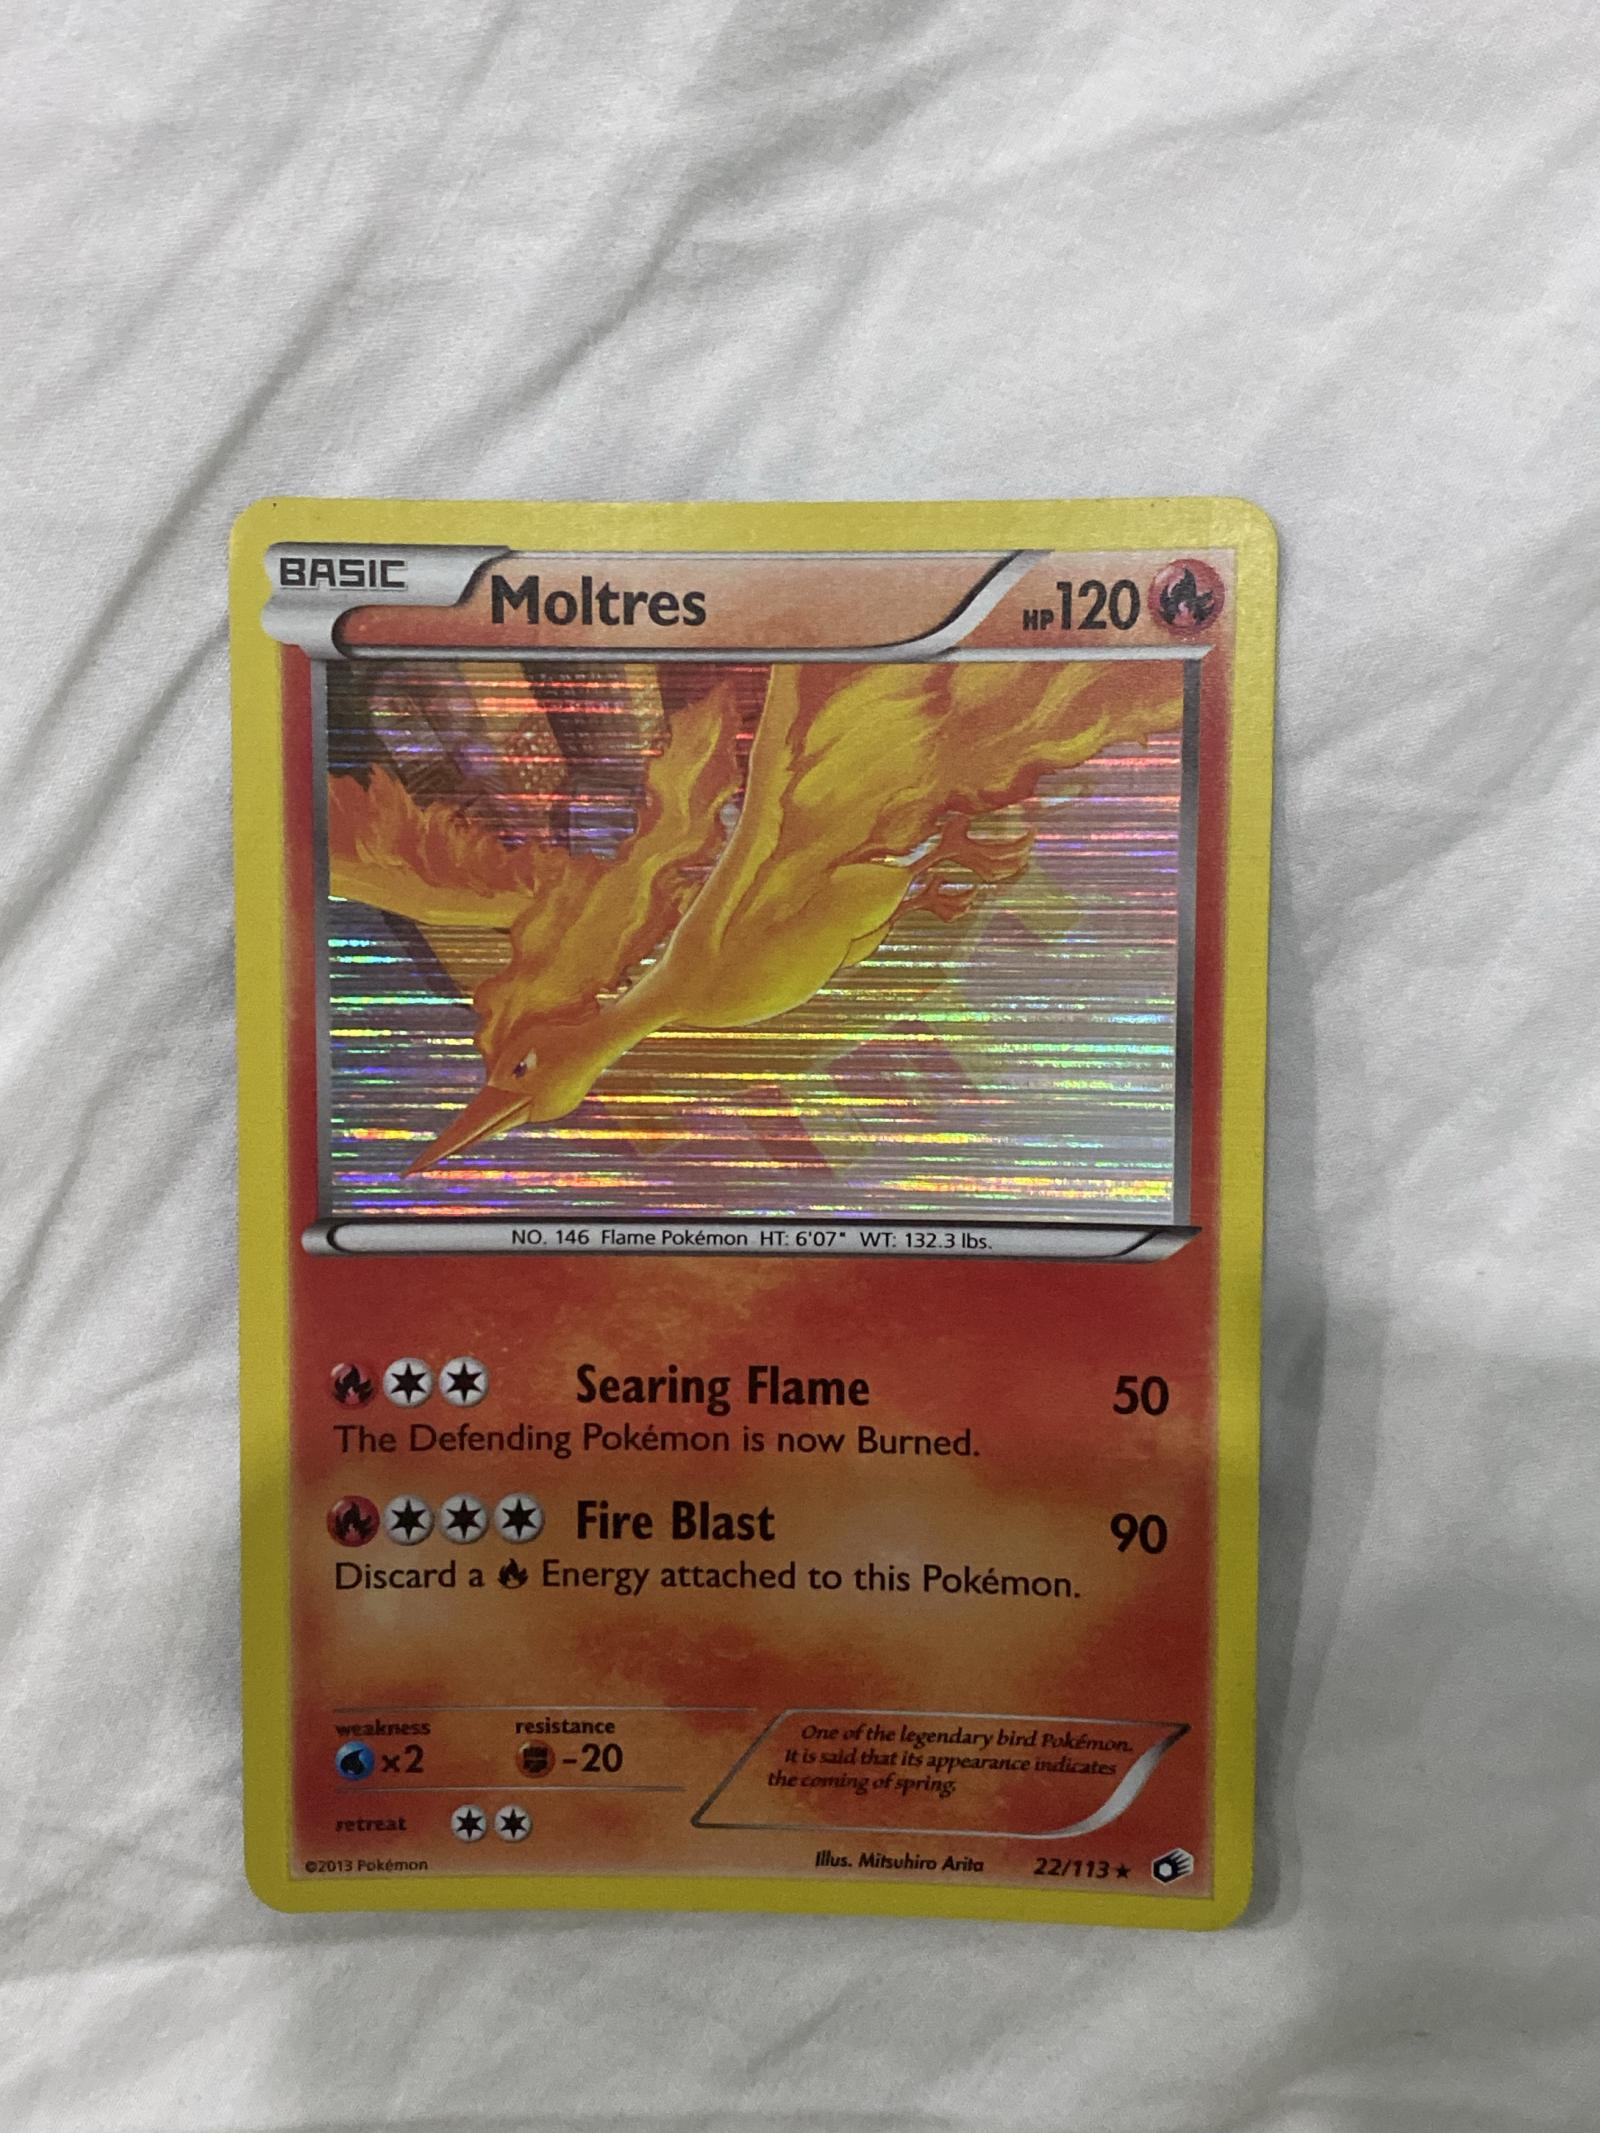 BASIC
Moltres
HP120
NO. 146 Flame Pokémon HT: 6'07" WT: 132.3 lbs.
Searing Flame 50
The Defending Pokémon is now Burned.
Fire Blast 90
Discard a Energy attached to this Pokémon.
weakness resistance
x2 -20
retreat
One of the legendary bird Pokémon.
It is said that its appearance indicates
the coming of spring.
©2013 Pokémon Illus. Mitsuhiro Arita 22/113 ★